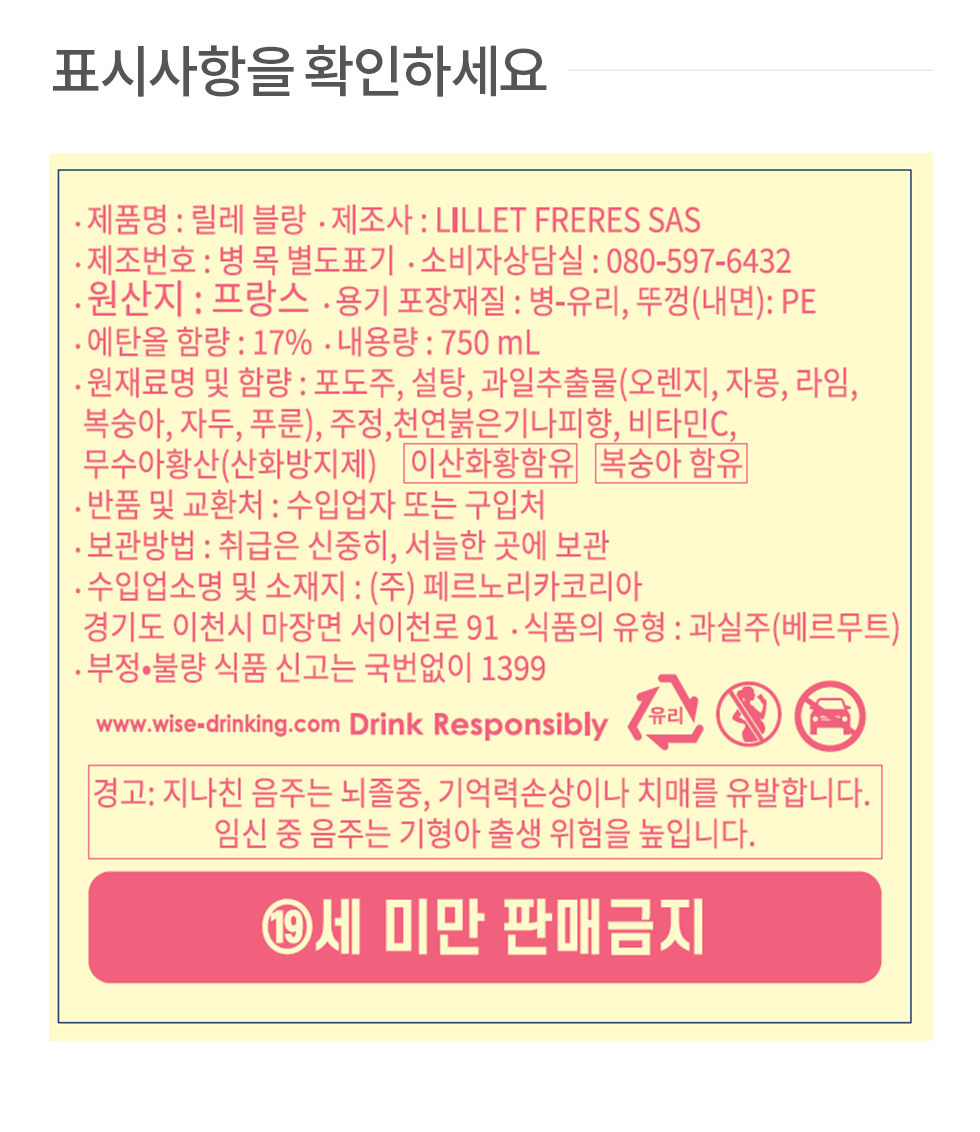 표시사항을 확인하세요
· 제품명 : 릴레 블랑 · 제조사 : LILLET FRERES SAS
· 제조번호 : 병 목 별도표기 · 소비자상담실 : 080-597-6432
· 원산지 : 프랑스 · 용기 포장재질 : 병-유리, 뚜껑(내면): PE
· 에탄올 함량 : 17% · 내용량 : 750 mL
· 원재료명 및 함량 : 포도주, 설탕, 과일추출물(오렌지, 자몽, 라임,
복숭아, 자두, 푸룬), 주정,천연붉은기나피향, 비타민C,
무수아황산(산화방지제) 이산화황함유 복숭아 함유
· 반품 및 교환처 : 수입업자 또는 구입처
· 보관방법 : 취급은 신중히, 서늘한 곳에 보관
· 수입업소명 및 소재지 : (주) 페르노리카코리아
경기도 이천시 마장면 서이천로 91 · 식품의 유형 : 과실주(베르무트)
· 부정•불량 식품 신고는 국번없이 1399
www.wise-drinking.com Drink Responsibly 유리
경고: 지나친 음주는 뇌졸중, 기억력손상이나 치매를 유발합니다.
임신 중 음주는 기형아 출생 위험을 높입니다.
⑲세 미만 판매금지